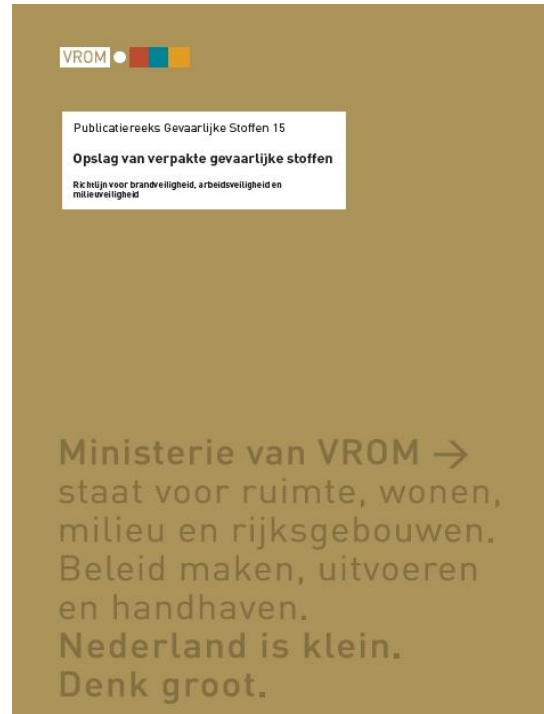 VROM
Publicatiereeks Gevaarlijke Stoffen 15
Opslag van verpakte gevaarlijke stoffen
Richtlijn voor brandveiligheid, arbeidsveiligheid en
milieuveiligheid
Ministerie van VROM →
staat voor ruimte, wonen,
milieu en rijksgebouwen.
Beleid maken, uitvoeren
en handhaven.
Nederland is klein.
Denk groot.